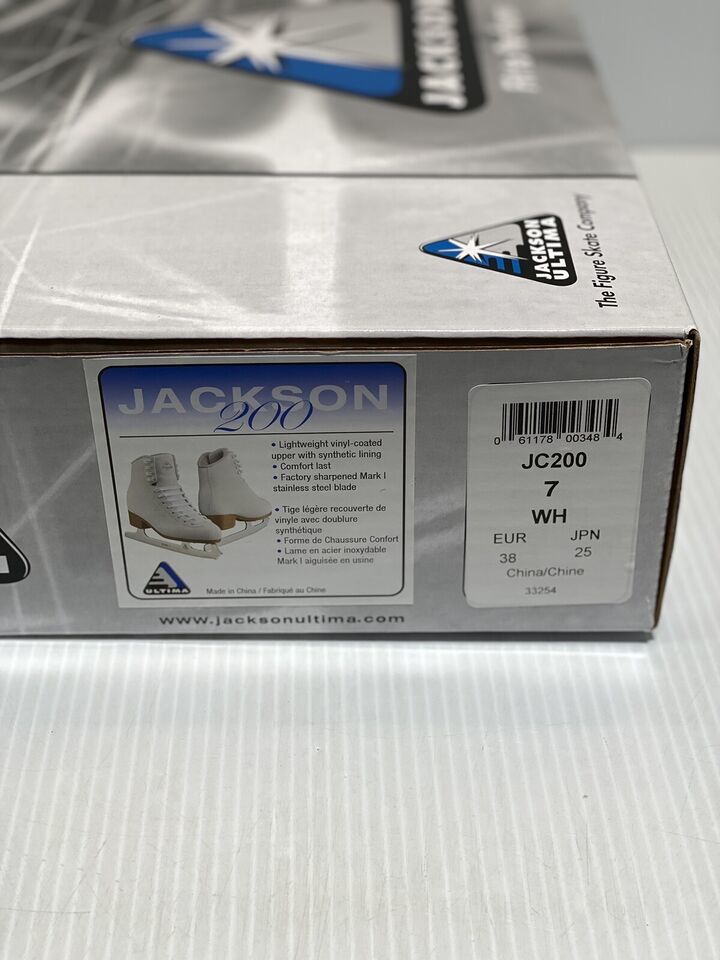 JACKSON
JACKSON
ULTIMA
The Figure Skate Company
JACKSON
200
• Lightweight vinyl-coated
upper with synthetic lining
• Comfort last
• Factory sharpened Mark I
stainless steel blade
• Tige légère recouverte de
vinyle avec doublure
synthétique
• Forme de Chaussure Confort
• Lame en acier inoxydable
Mark I aiguisée en usine
ULTIMA
Made in China / Fabriqué au Chine
www.jacksonultima.com
0 61178 00348 4
JC200
7
WH
EUR JPN
38 25
China/Chine
33254